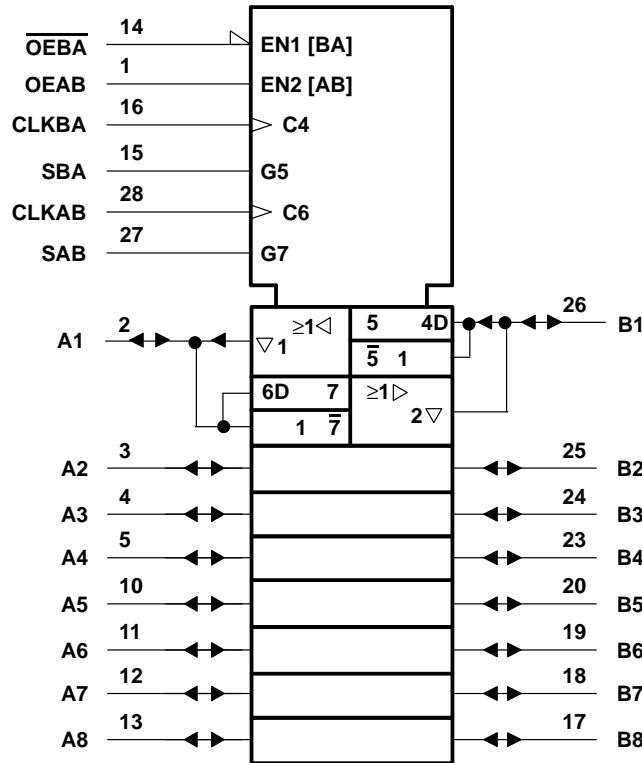 14
OEBA
EN1 [BA]
1
OEAB
EN2 [AB]
16
CLKBA
C4
15
SBA
G5
28
CLKAB
C6
27
SAB
G7
2
A1
≥1◁
▽1
5 4D
5̅ 1
26
B1
6D 7
1 7̅
≥1▷
2▽
3
A2
25
B2
4
A3
24
B3
5
A4
23
B4
10
A5
20
B5
11
A6
19
B6
12
A7
18
B7
13
A8
17
B8